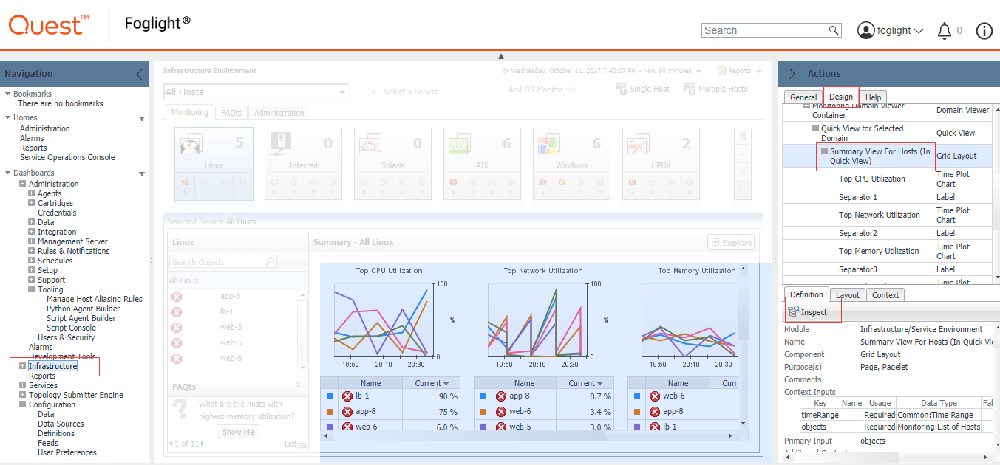 Quest™
Foglight®
Search
foglight
0
Navigation
Bookmarks
There are no bookmarks
Homes
Administration
Alarms
Reports
Service Operations Console
Dashboards
Administration
Agents
Cartridges
Credentials
Data
Integration
Management Server
Rules & Notifications
Schedules
Setup
Support
Tooling
Manage Host Aliasing Rules
Python Agent Builder
Script Agent Builder
Script Console
Users & Security
Alarms
Development Tools
Infrastructure
Reports
Services
Topology Submitter Engine
Configuration
Data
Data Sources
Definitions
Feeds
User Preferences
Infrastructure Environment
Wednesday, October 11, 2017 7:40:07 PM - Now 60 minutes
Reports
All Hosts
<-- Select a Service
Add OS Monitor -->
Single Host
Multiple Hosts
Monitoring
FAQts
Administration
5
Linux
5 0 0 0
0
Inferred
0 0 0 0
0
Solaris
0 0 0 0
6
AIX
6 0 0 0
6
Windows
5 1 0 0
2
HPUX
2 0 0 0
Selected Service All Hosts
Linux
Search Objects
All Linux
app-8
lb-1
web-3
web-5
web-6
FAQts
What are the hosts with
highest memory utilization?
Show Me
1 of 11
List
Summary - All Linux
Explore
Top CPU Utilization
100
%
0
19:50 20:10 20:30
Name Current
lb-1 90 %
app-8 75 %
web-6 6.0 %
Top Network Utilization
100
%
0
19:50 20:10 20:30
Name Current
app-8 8.7 %
web-6 3.4 %
web-5 3.0 %
Top Memory Utilization
19:50 20:10 20:30
Name Curr
web-6
app-8
lb-1
Actions
General
Design
Help
Monitoring Domain Viewer
Container
Domain Viewer
Quick View for Selected
Domain
Quick View
Summary View For Hosts (In
Quick View)
Grid Layout
Top CPU Utilization
Time Plot
Chart
Separator1
Label
Top Network Utilization
Time Plot
Chart
Separator2
Label
Top Memory Utilization
Time Plot
Chart
Separator3
Label
Time Plot
Definition
Layout
Context
Inspect
Module Infrastructure/Service Environment
Name Summary View For Hosts (In Quick Vi
Component Grid Layout
Purpose(s) Page, Pagelet
Comments
Context Inputs
Key Name Usage Data Type Fal
timeRange Required Common:Time Range
objects Required Monitoring:List of Hosts
Primary Input objects